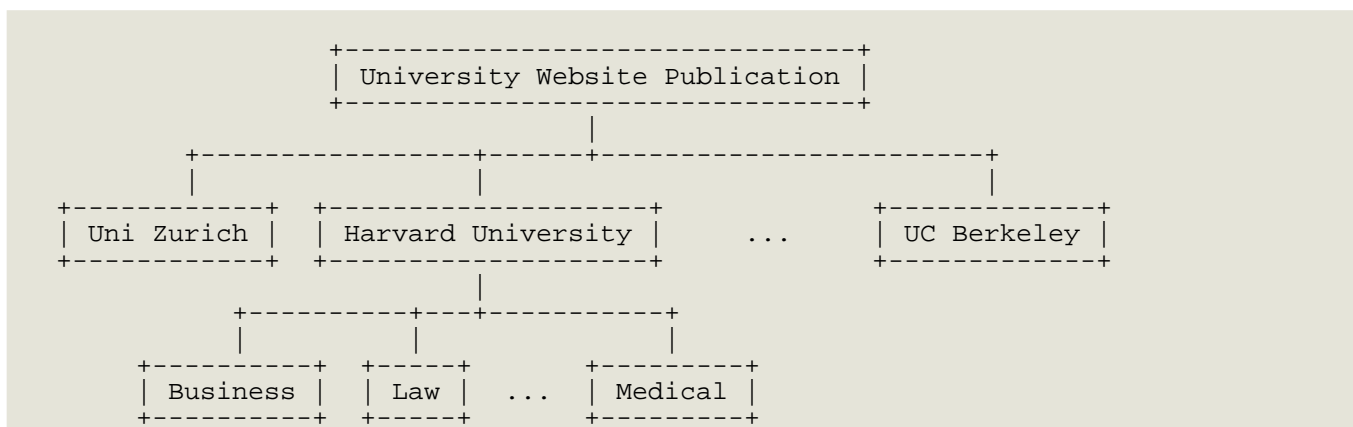 University Website Publication
Uni Zurich Harvard University ... UC Berkeley
Business Law ... Medical